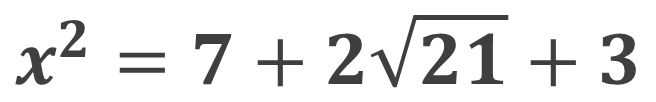 x² = 7 + 2√21 + 3